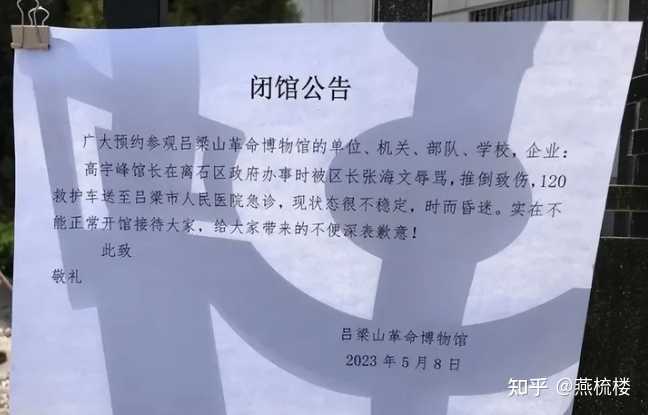 闭馆公告
广大预约参观吕梁山革命博物馆的单位、机关、部队、学校，企业：
高宇峰馆长在离石区政府办事时被区长张海文辱骂，推倒致伤，120
救护车送至吕梁市人民医院急诊，现状态很不稳定，时而昏迷。实在不
能正常开馆接待大家，给大家带来的不便深表歉意！
此致
敬礼
吕梁山革命博物馆
2023年5月8日
知乎 @燕梳楼